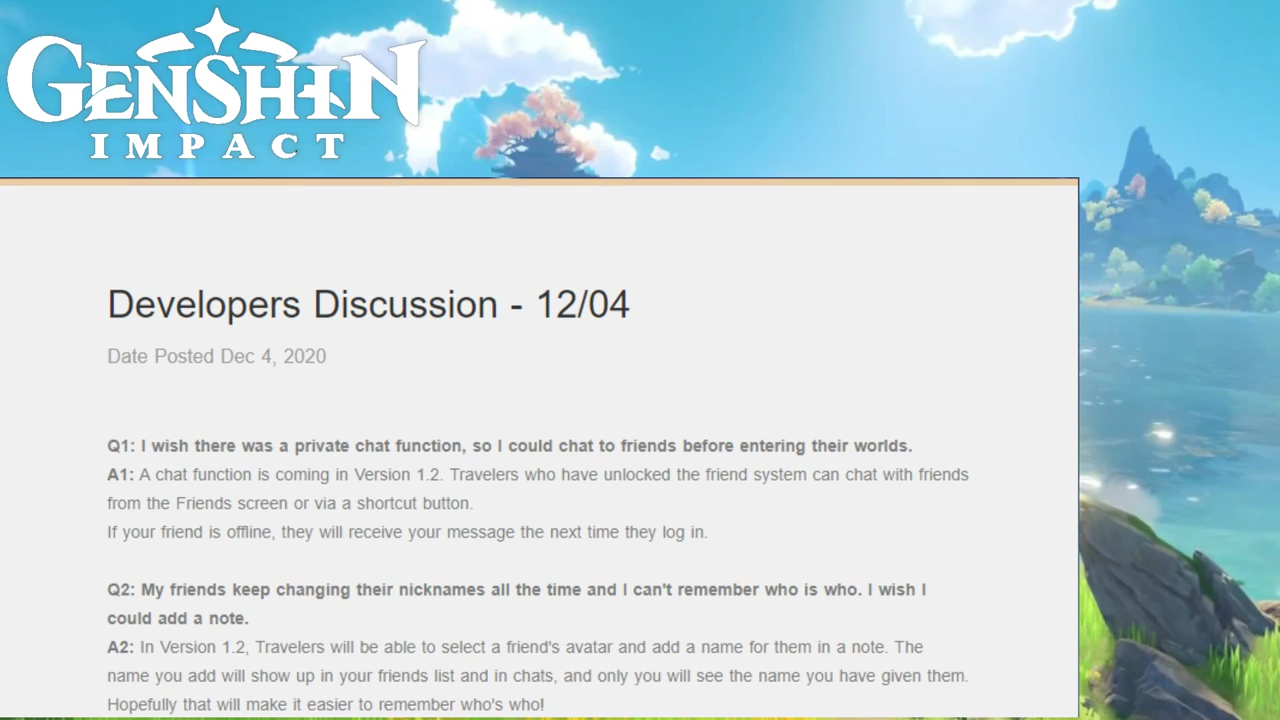 GENSHIN
IMPACT
Developers Discussion - 12/04
Date Posted Dec 4, 2020
Q1: I wish there was a private chat function, so I could chat to friends before entering their worlds.
A1: A chat function is coming in Version 1.2. Travelers who have unlocked the friend system can chat with friends
from the Friends screen or via a shortcut button.
If your friend is offline, they will receive your message the next time they log in.
Q2: My friends keep changing their nicknames all the time and I can't remember who is who. I wish I
could add a note.
A2: In Version 1.2, Travelers will be able to select a friend's avatar and add a name for them in a note. The
name you add will show up in your friends list and in chats, and only you will see the name you have given them.
Hopefully that will make it easier to remember who's who!